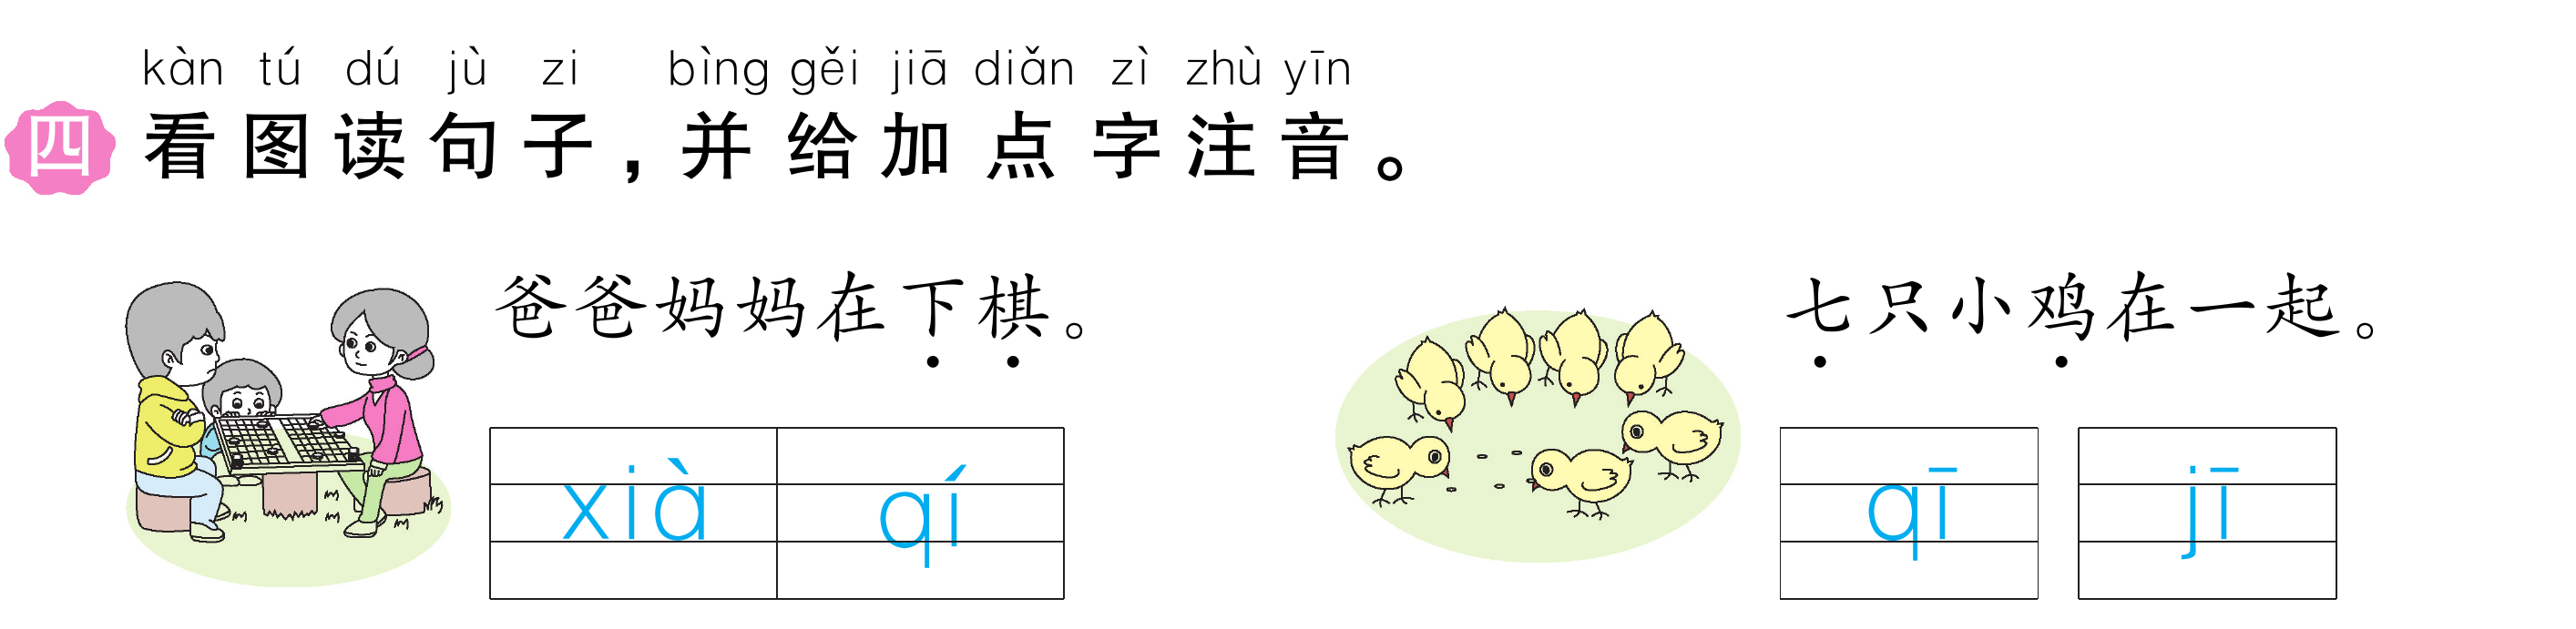 kàn tú dú jù zi bìng gěi jiā diǎn zì zhù yīn
四 看图读句子，并给加点字注音。
爸爸妈妈在下棋。
xià qí
七只小鸡在一起。
qī jī